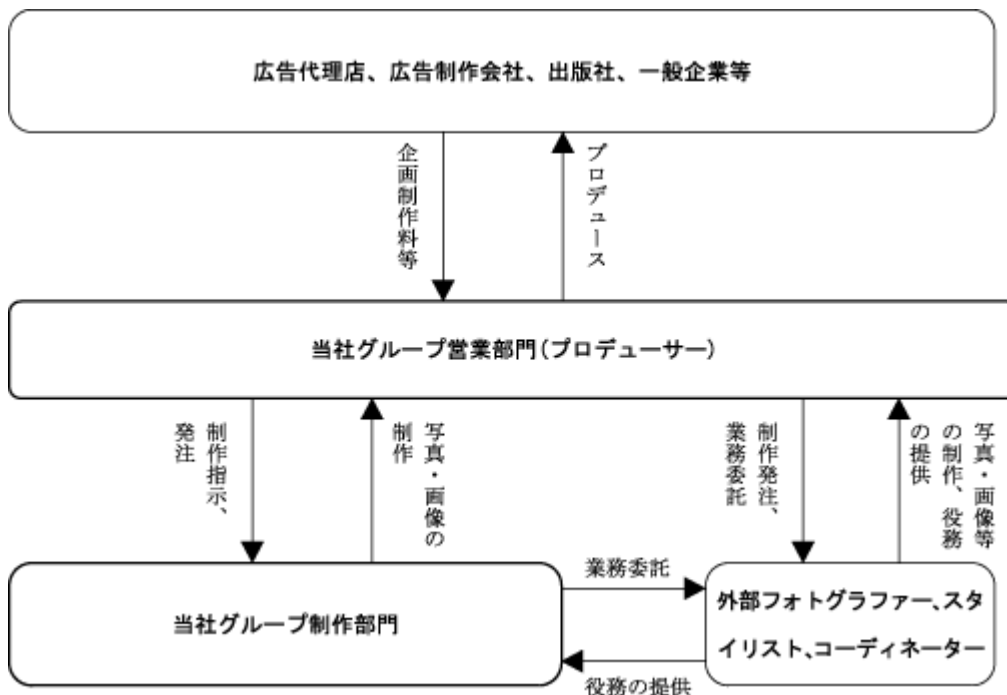 広告代理店、広告制作会社、出版社、一般企業等
企画制作料等
プロデュース
当社グループ営業部門(プロデューサー)
制作指示、
発注
写真・画像の
制作
制作発注、
業務委託
写真・画像等
の制作、役務
の提供
当社グループ制作部門
業務委託
役務の提供
外部フォトグラファー、スタ
イリスト、コーディネーター